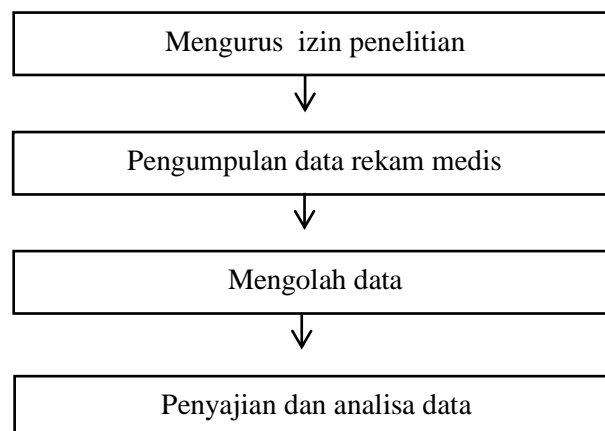 Mengurus izin penelitian
Pengumpulan data rekam medis
Mengolah data
Penyajian dan analisa data